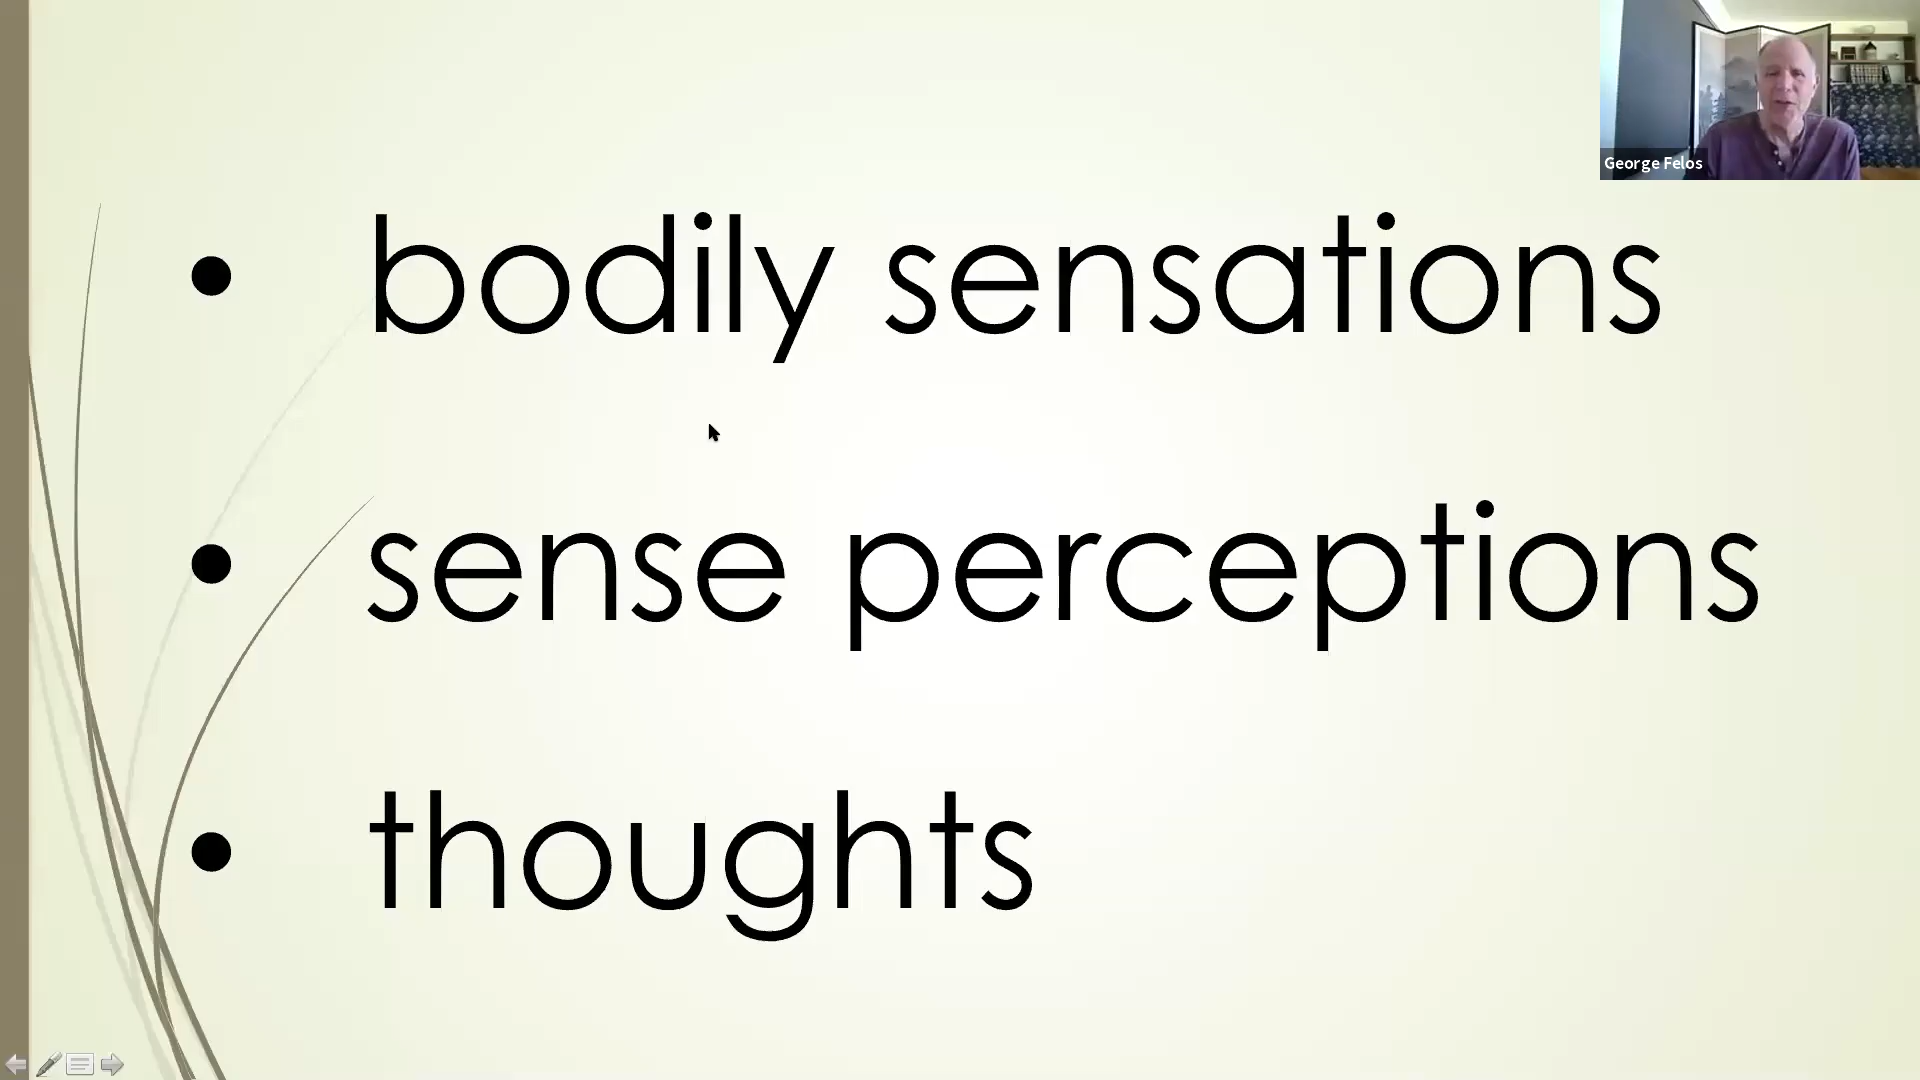 George Felos
• bodily sensations
• sense perceptions
• thoughts